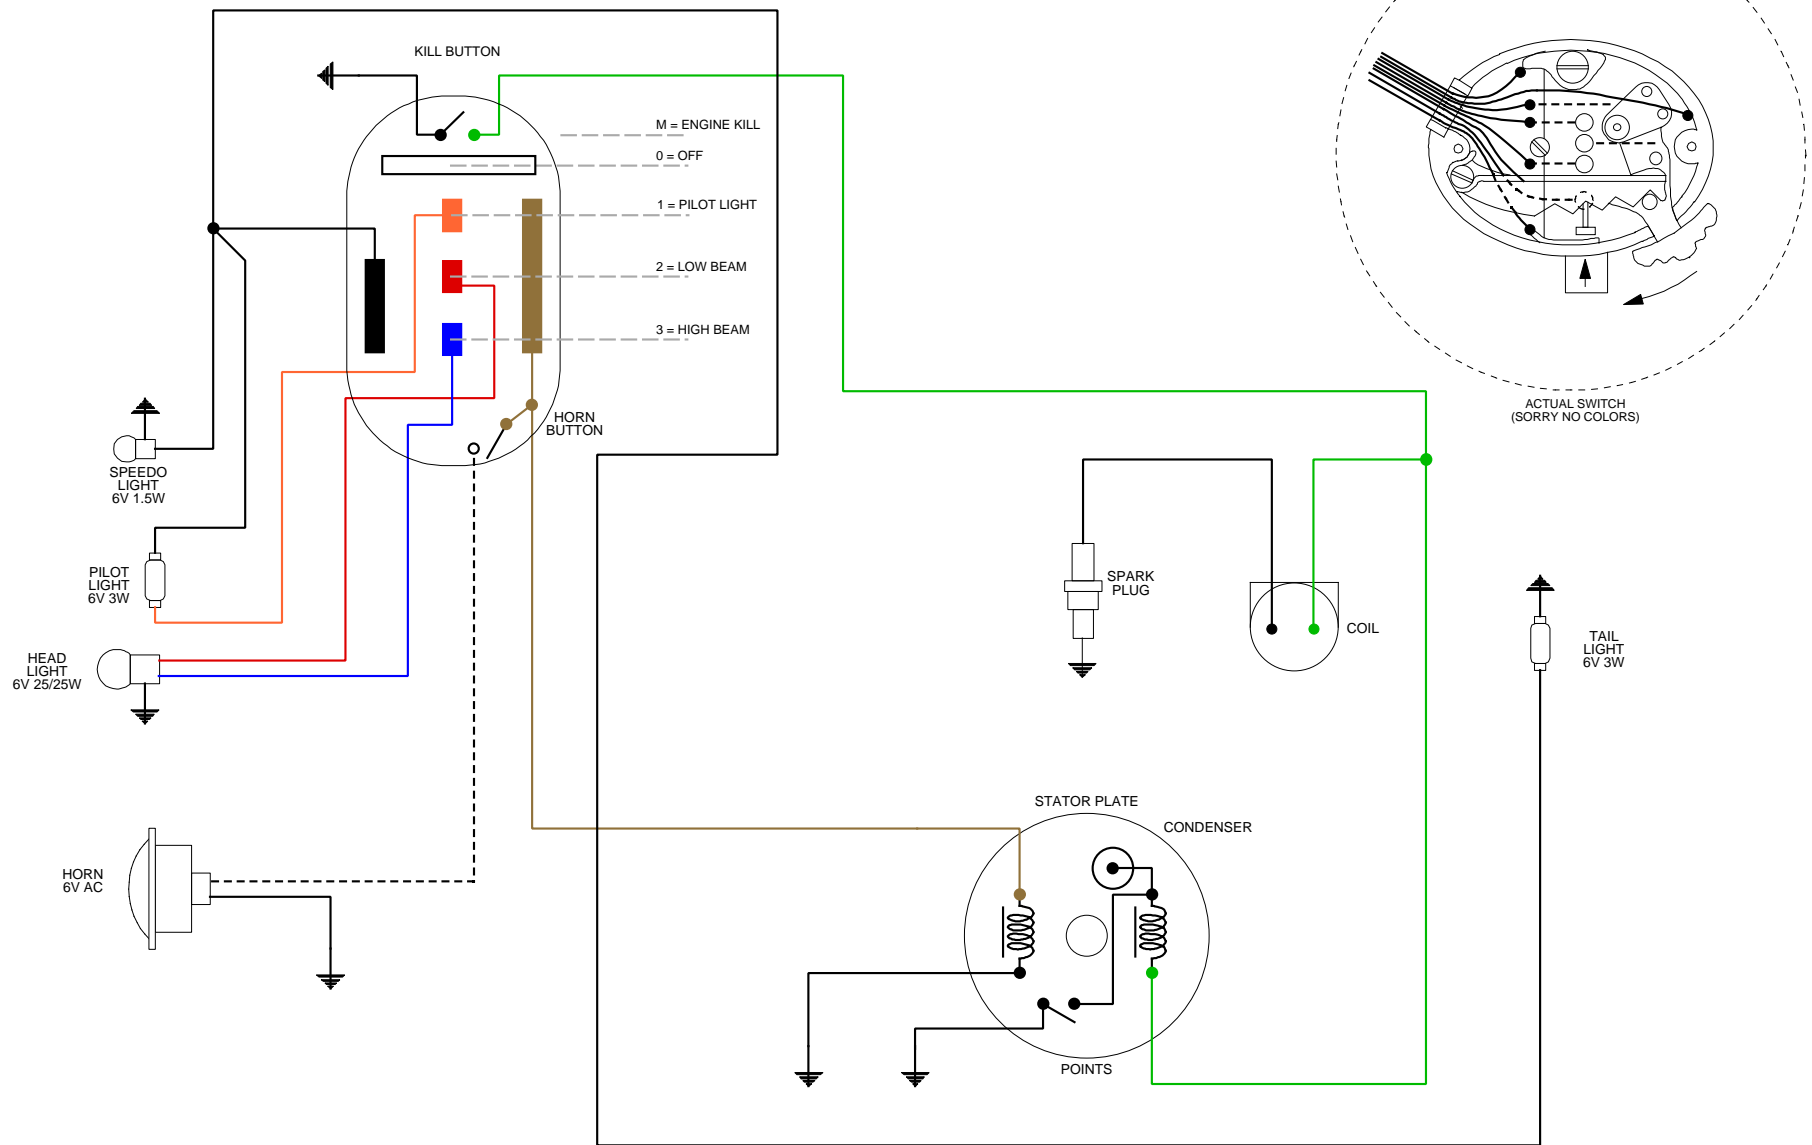 KILL BUTTON
M = ENGINE KILL
0 = OFF
1 = PILOT LIGHT
2 = LOW BEAM
3 = HIGH BEAM
HORN
BUTTON
ACTUAL SWITCH
(SORRY NO COLORS)
SPEEDO
LIGHT
6V 1.5W
PILOT
LIGHT
6V 3W
SPARK
PLUG
COIL
TAIL
LIGHT
6V 3W
HEAD
LIGHT
6V 25/25W
STATOR PLATE
CONDENSER
HORN
6V AC
POINTS